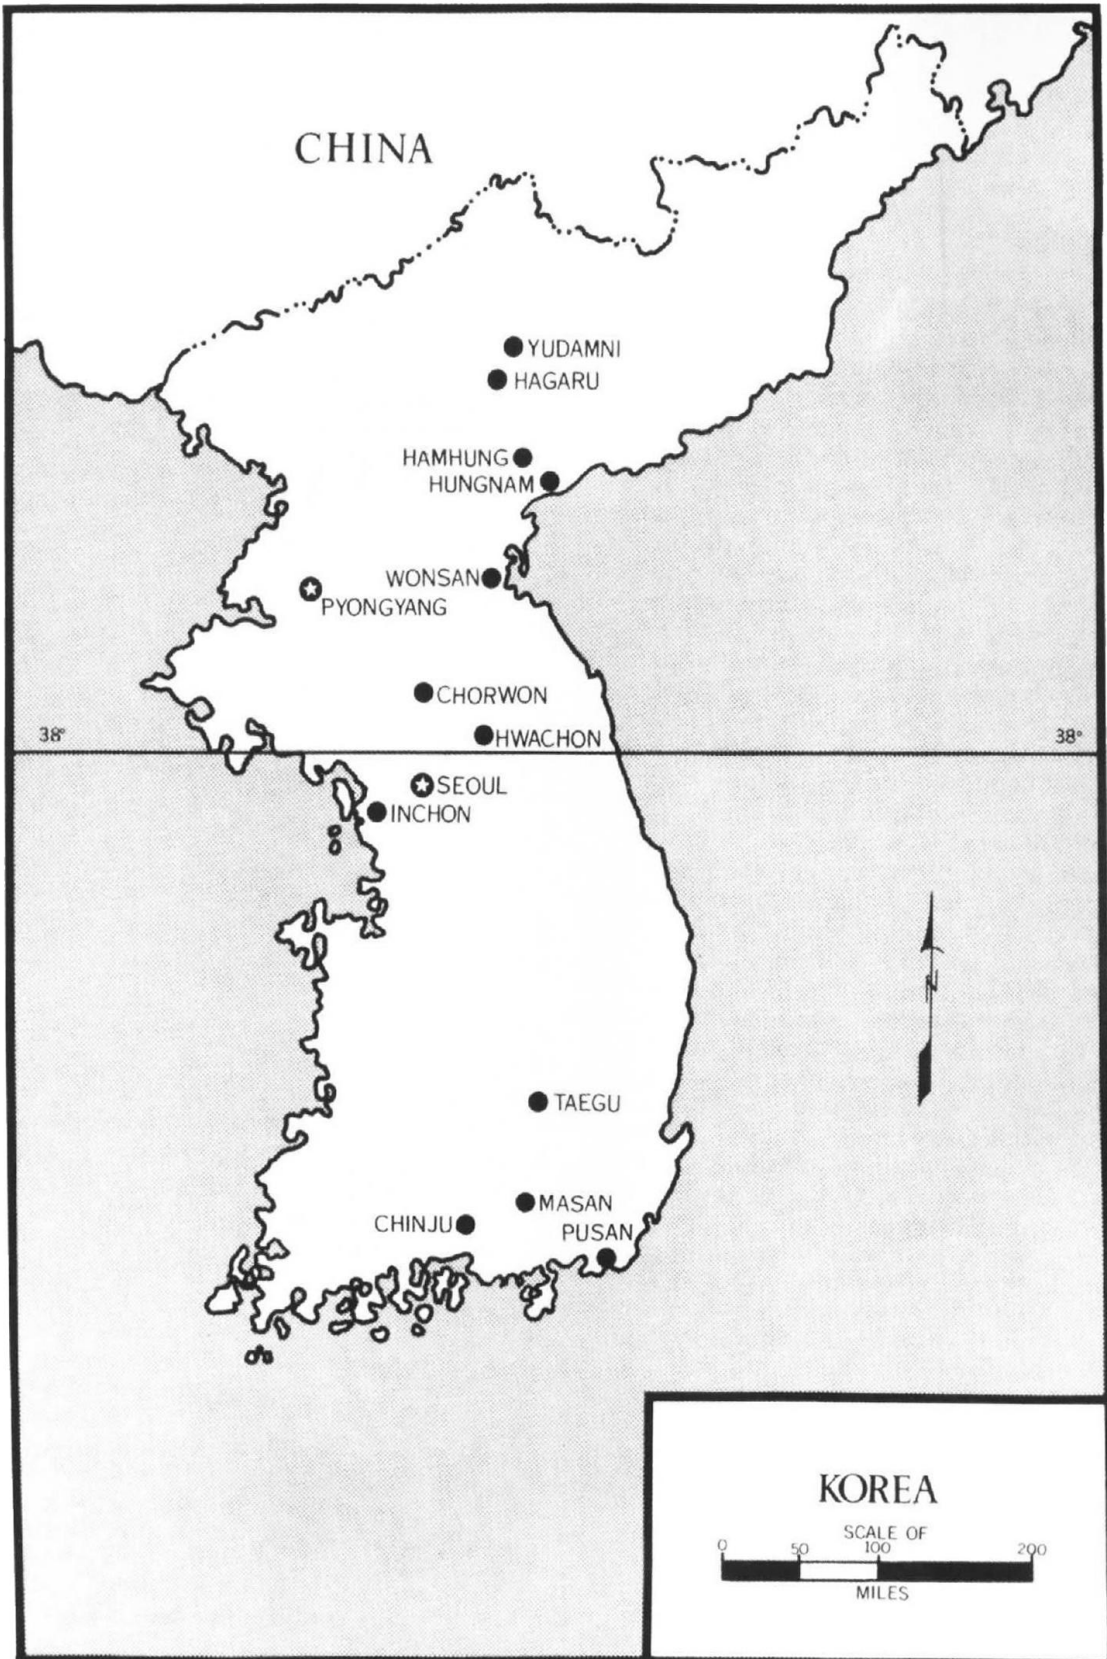 CHINA
YUDAMNI
HAGARU
HAMHUNG
HUNGNAM
WONSAN
PYONGYANG
CHORWON
38°
HWACHON
38°
SEOUL
INCHON
N
TAEGU
MASAN
CHINJU
PUSAN
KOREA
SCALE OF
0 50 100 200
MILES